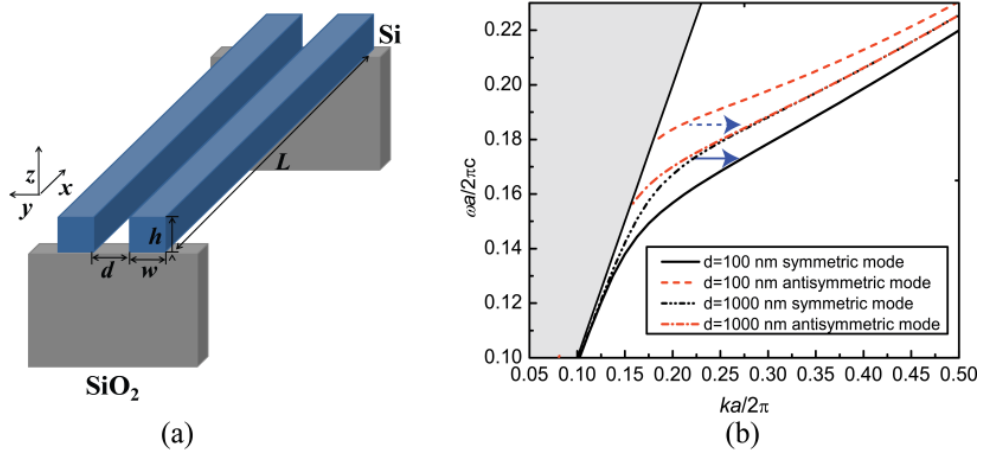 Si
L
z
x
y
h
d
w
SiO₂
(a)
ωa/2πc
0.22
0.20
0.18
0.16
0.14
0.12
0.10
d=100 nm symmetric mode
d=100 nm antisymmetric mode
d=1000 nm symmetric mode
d=1000 nm antisymmetric mode
0.05 0.10 0.15 0.20 0.25 0.30 0.35 0.40 0.45 0.50
ka/2π
(b)